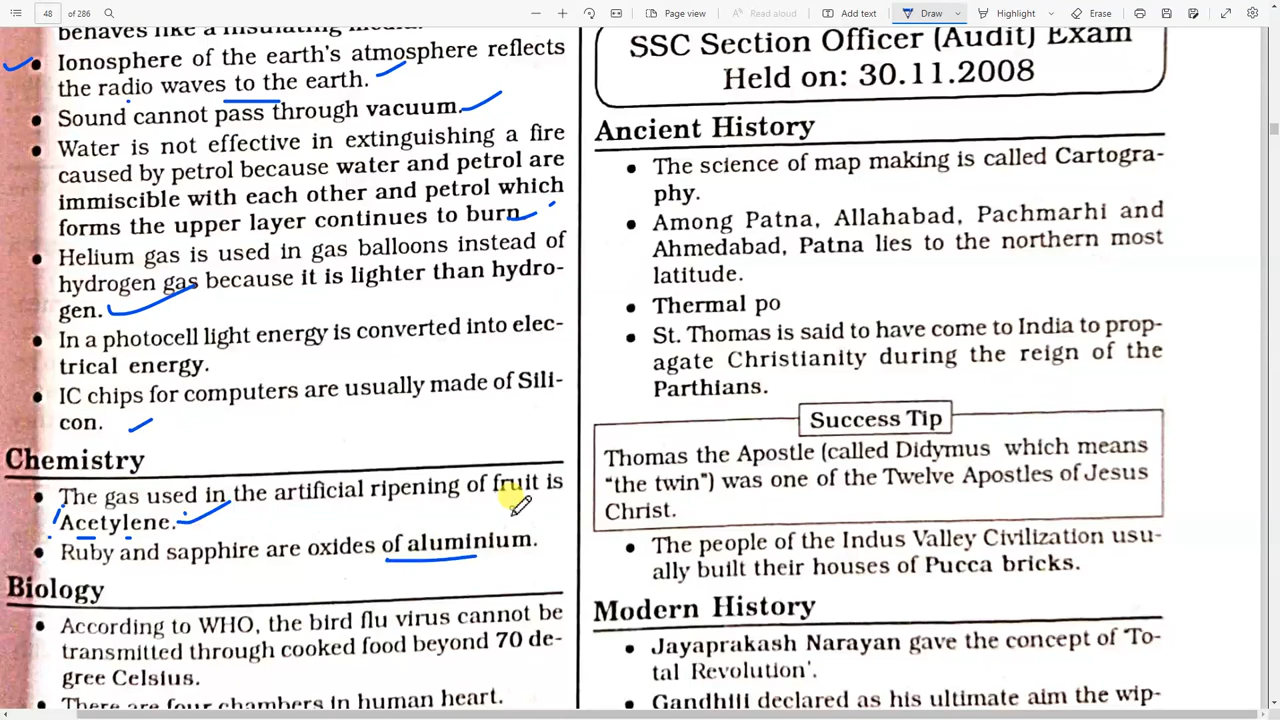 48 of 286
Page view
Read aloud
Add text
Draw
Highlight
Erase
behaves like a insulating
Ionosphere of the earth's atmosphere reflects
the radio waves to the earth.
Sound cannot pass through vacuum.
Water is not effective in extinguishing a fire
caused by petrol because water and petrol are
immiscible with each other and petrol which
forms the upper layer continues to burn
Helium gas is used in gas balloons instead of
hydrogen gas because it is lighter than hydro-
gen.
In a photocell light energy is converted into elec-
trical energy.
IC chips for computers are usually made of Sili-
con.
Chemistry
The gas used in the artificial ripening of fruit is
Acetylene.
Ruby and sapphire are oxides of aluminium.
Biology
According to WHO, the bird flu virus cannot be
transmitted through cooked food beyond 70 de-
gree Celsius.
There are four chambers in human heart.
SSC Section Officer (Audit) Exam
Held on: 30.11.2008
Ancient History
The science of map making is called Cartogra-
phy.
Among Patna, Allahabad, Pachmarhi and
Ahmedabad, Patna lies to the northern most
latitude.
Thermal po
St. Thomas is said to have come to India to prop-
agate Christianity during the reign of the
Parthians.
Success Tip
Thomas the Apostle (called Didymus which means
"the twin") was one of the Twelve Apostles of Jesus
Christ.
The people of the Indus Valley Civilization usu-
ally built their houses of Pucca bricks.
Modern History
Jayaprakash Narayan gave the concept of 'To-
tal Revolution'.
Gandhiji declared as his ultimate aim the wip-